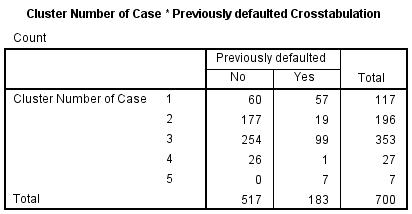 Cluster Number of Case * Previously defaulted Crosstabulation
Count
Previously defaulted
No Yes Total
Cluster Number of Case 1 60 57 117
2 177 19 196
3 254 99 353
4 26 1 27
5 0 7 7
Total 517 183 700